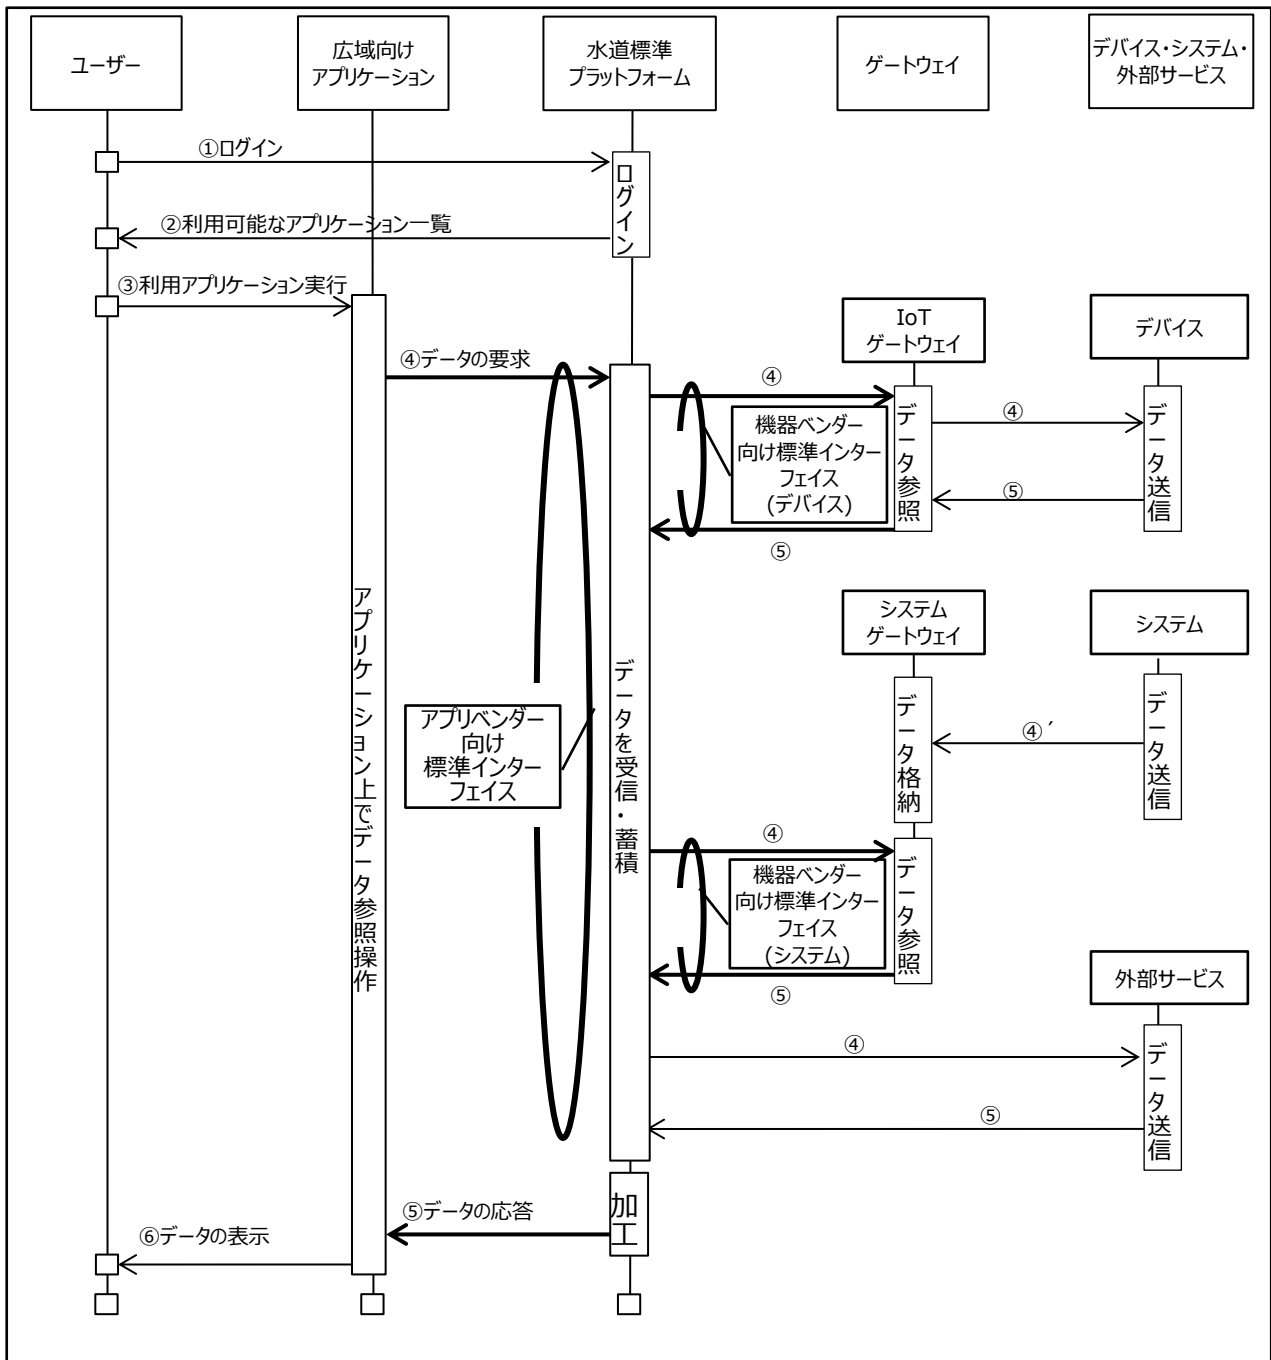 ユーザー
広域向け
アプリケーション
水道標準
プラットフォーム
ゲートウェイ
デバイス・システム・
外部サービス
①ログイン
ログイン
②利用可能なアプリケーション一覧
③利用アプリケーション実行
IoT
ゲートウェイ
デバイス
④データの要求
④
データ参照
④
データ送信
機器ベンダー
向け標準インター
フェイス
(デバイス)
⑤
⑤
アプリケーション上でデータ参照操作
システム
ゲートウェイ
システム
データを受信・蓄積
データ格納
④´
データ送信
アプリベンダー
向け
標準インター
フェイス
④
データ参照
機器ベンダー
向け標準インター
フェイス
(システム)
⑤
外部サービス
④
データ送信
⑤
加工
⑤データの応答
⑥データの表示